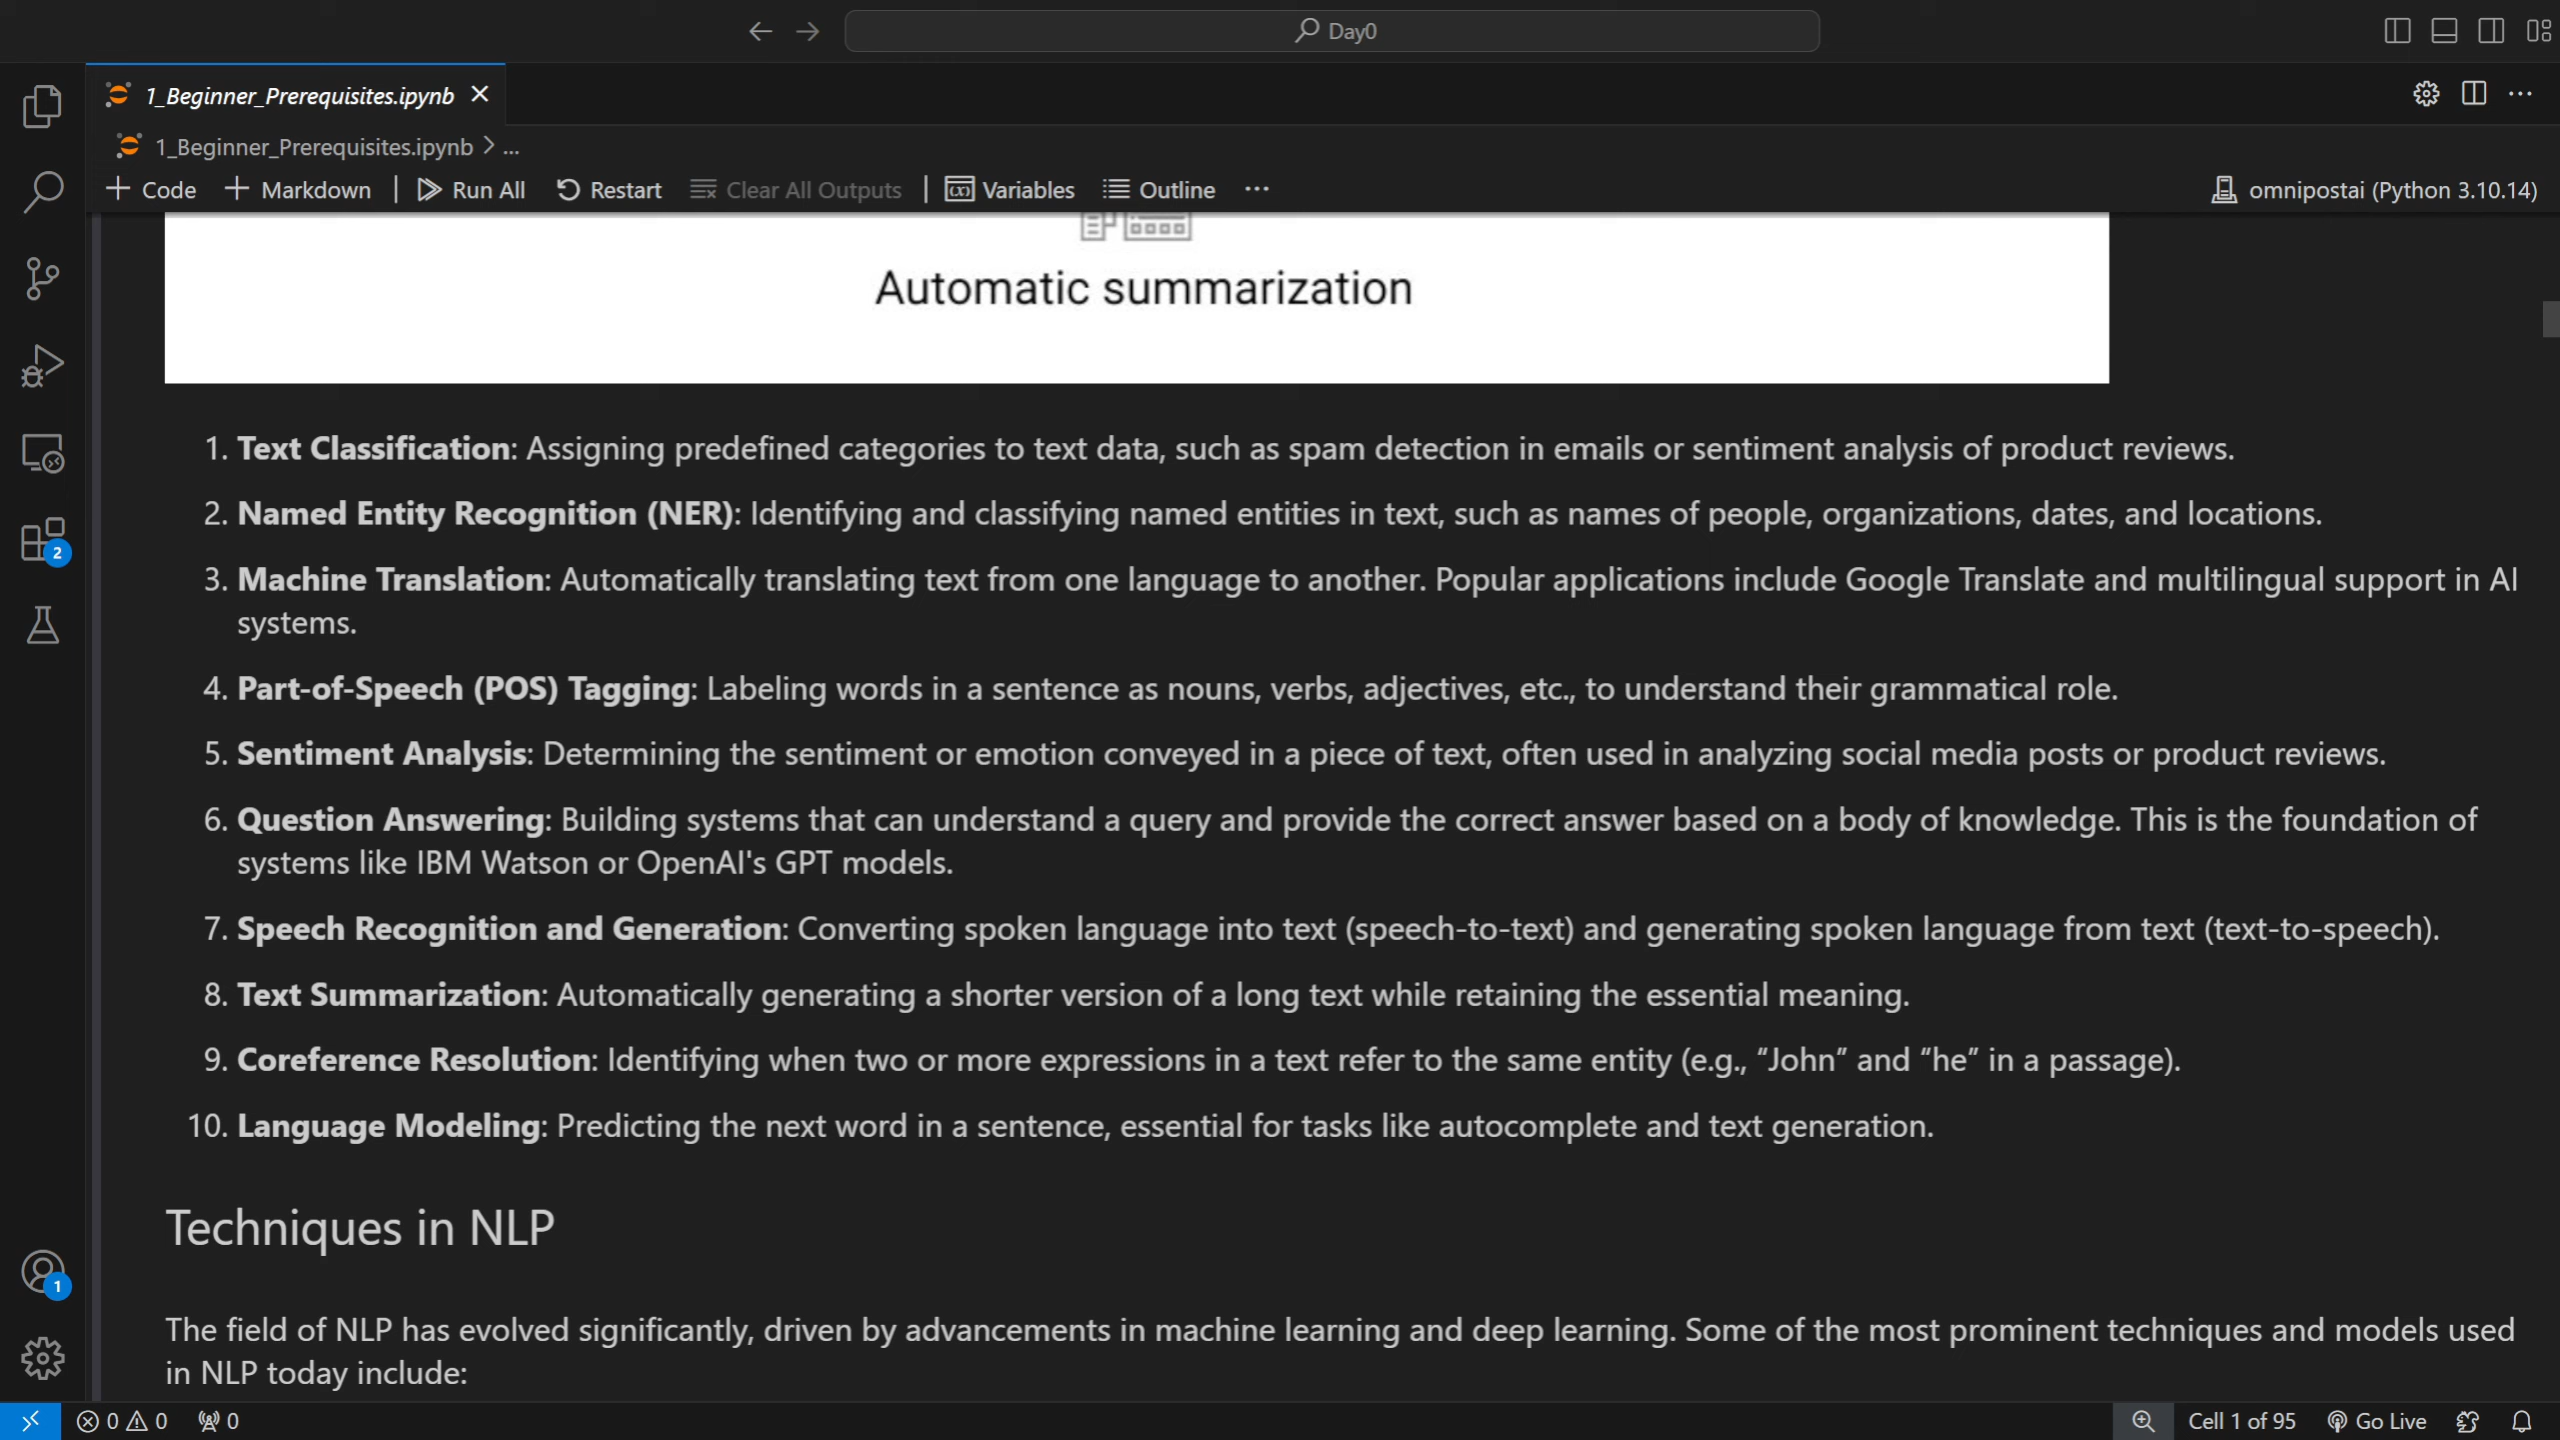 Day0
1_Beginner_Prerequisites.ipynb
1_Beginner_Prerequisites.ipynb > ...
+ Code + Markdown | Run All Restart Clear All Outputs | Variables Outline ... omnipostai (Python 3.10.14)
Automatic summarization
1. Text Classification: Assigning predefined categories to text data, such as spam detection in emails or sentiment analysis of product reviews.
2. Named Entity Recognition (NER): Identifying and classifying named entities in text, such as names of people, organizations, dates, and locations.
3. Machine Translation: Automatically translating text from one language to another. Popular applications include Google Translate and multilingual support in AI
systems.
4. Part-of-Speech (POS) Tagging: Labeling words in a sentence as nouns, verbs, adjectives, etc., to understand their grammatical role.
5. Sentiment Analysis: Determining the sentiment or emotion conveyed in a piece of text, often used in analyzing social media posts or product reviews.
6. Question Answering: Building systems that can understand a query and provide the correct answer based on a body of knowledge. This is the foundation of
systems like IBM Watson or OpenAI's GPT models.
7. Speech Recognition and Generation: Converting spoken language into text (speech-to-text) and generating spoken language from text (text-to-speech).
8. Text Summarization: Automatically generating a shorter version of a long text while retaining the essential meaning.
9. Coreference Resolution: Identifying when two or more expressions in a text refer to the same entity (e.g., “John” and “he” in a passage).
10. Language Modeling: Predicting the next word in a sentence, essential for tasks like autocomplete and text generation.
Techniques in NLP
The field of NLP has evolved significantly, driven by advancements in machine learning and deep learning. Some of the most prominent techniques and models used
in NLP today include:
2
1
0 0 0 Cell 1 of 95 Go Live